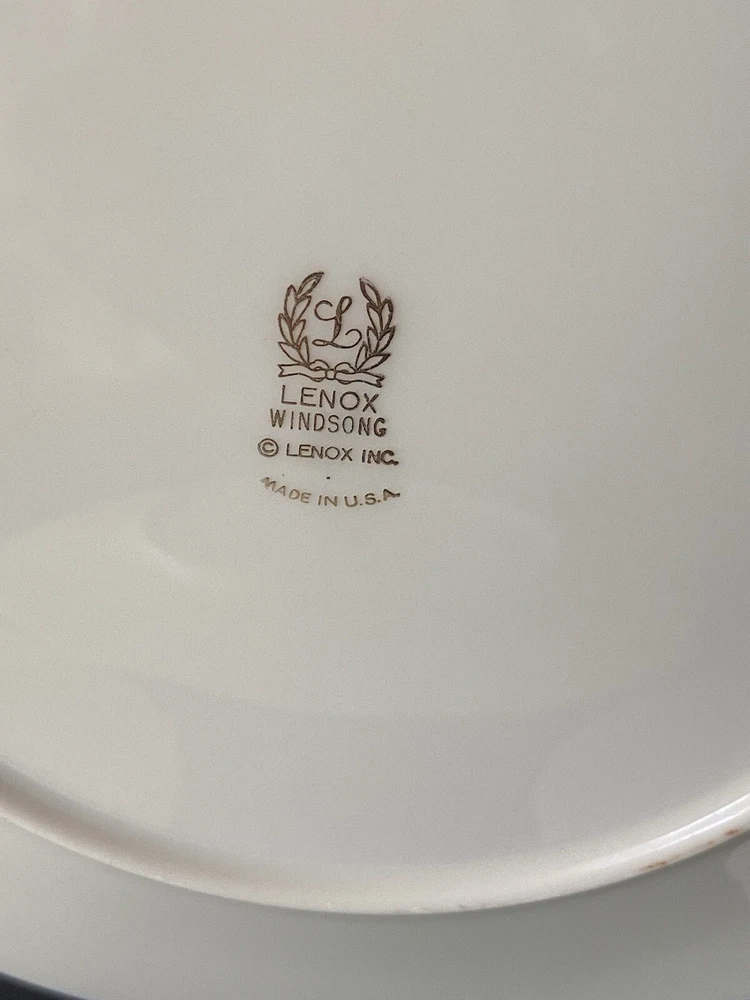 L
LENOX
WINDSONG
© LENOX INC.
MADE IN U.S.A.